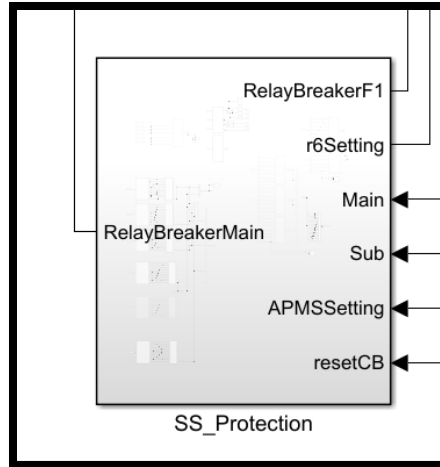 RelayBreakerF1
r6Setting
Main
Sub
RelayBreakerMain
APMSSetting
resetCB
SS_Protection